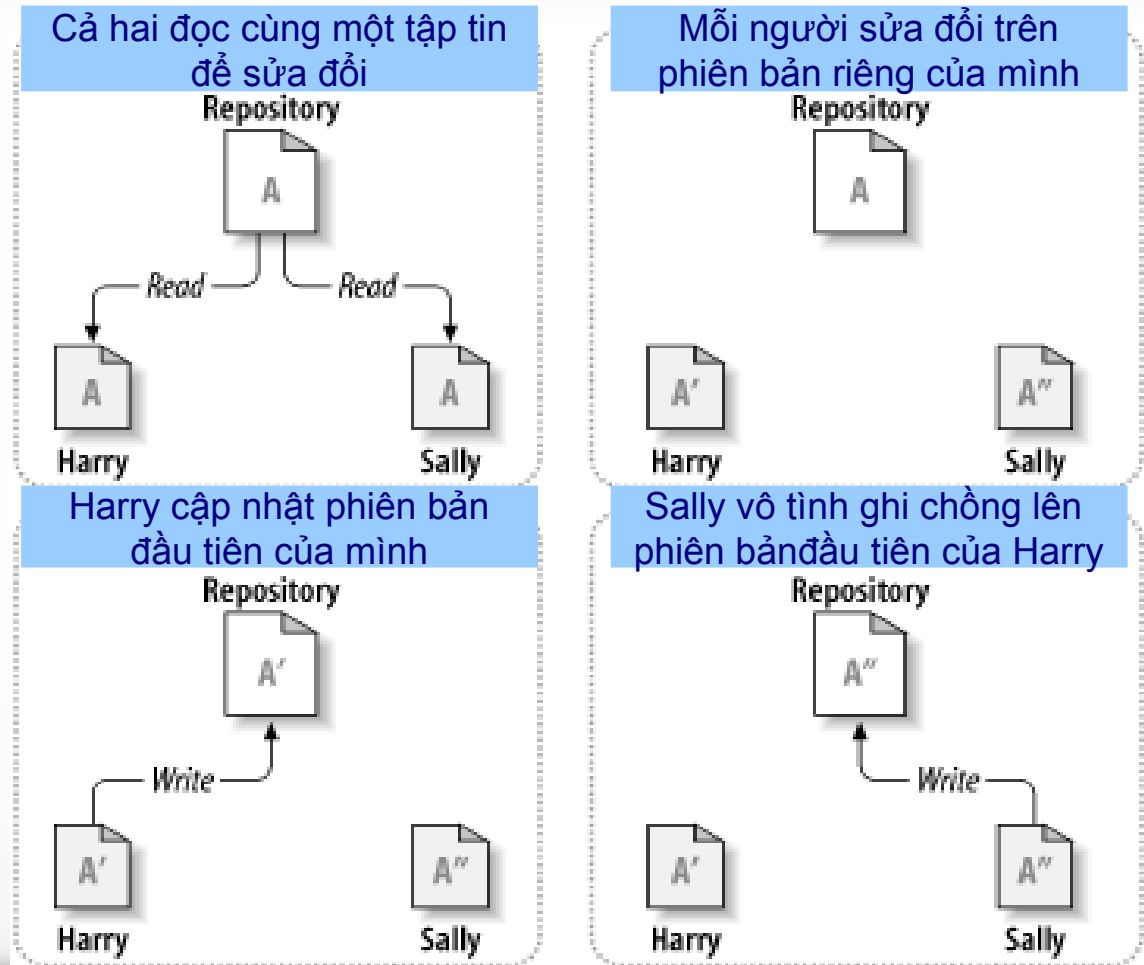 Cả hai đọc cùng một tập tin
để sửa đổi
Repository
A
Read
Read
A
A
Harry
Sally
Mỗi người sửa đổi trên
phiên bản riêng của mình
Repository
A
A'
A"
Harry
Sally
Harry cập nhật phiên bản
đầu tiên của mình
Repository
A'
Write
A'
A"
Harry
Sally
Sally vô tình ghi chồng lên
phiên bảnđầu tiên của Harry
Repository
A"
Write
A'
A"
Harry
Sally